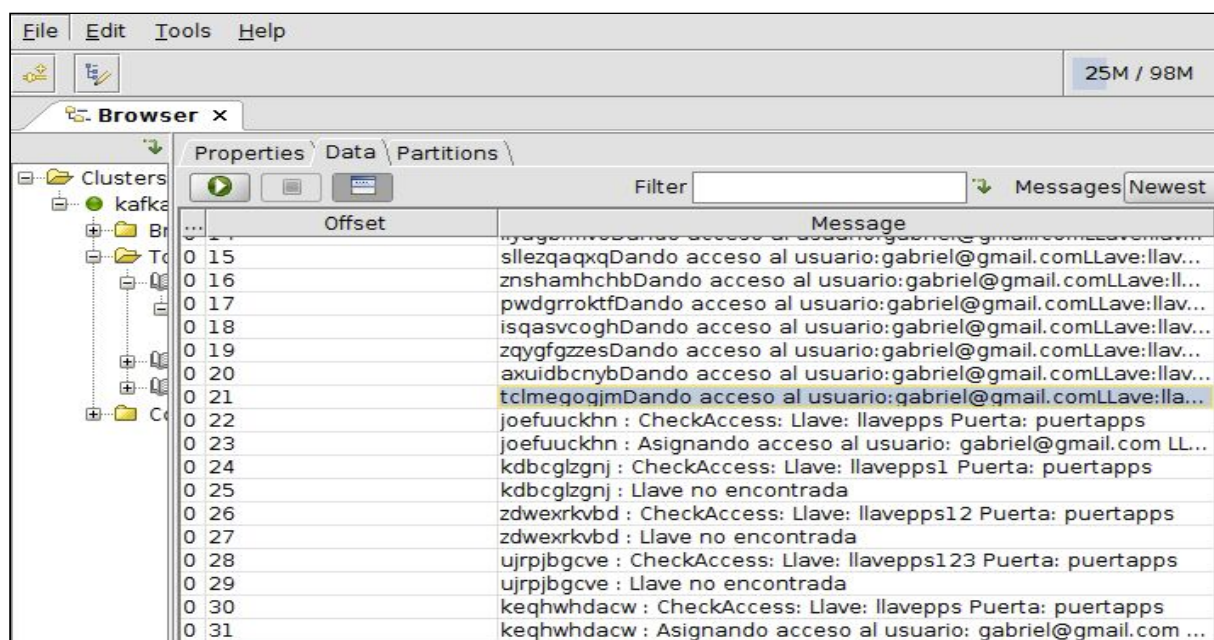 File Edit Tools Help
25M / 98M
Browser x
Properties Data Partitions
Clusters
Filter
Messages Newest
kafka
... Offset Message
Br
To
0 15 sllezqaqxqDando acceso al usuario:gabriel@gmail.comLLave:llav...
0 16 znshamhchbDando acceso al usuario:gabriel@gmail.comLLave:ll...
0 17 pwdgrroktfDando acceso al usuario:gabriel@gmail.comLLave:llav...
0 18 isqasvcoghDando acceso al usuario:gabriel@gmail.comLLave:llav...
0 19 zqygfgzzesDando acceso al usuario:gabriel@gmail.comLLave:llav...
0 20 axuidbcnybDando acceso al usuario:gabriel@gmail.comLLave:llav...
0 21 tclmegogjmDando acceso al usuario:gabriel@gmail.comLLave:lla...
Co
0 22 joefuuckhn : CheckAccess: Llave: llavepps Puerta: puertapps
0 23 joefuuckhn : Asignando acceso al usuario: gabriel@gmail.com LL...
0 24 kdbcglzgnj : CheckAccess: Llave: llavepps1 Puerta: puertapps
0 25 kdbcglzgnj : Llave no encontrada
0 26 zdwexrkvbd : CheckAccess: Llave: llavepps12 Puerta: puertapps
0 27 zdwexrkvbd : Llave no encontrada
0 28 ujrpjbgcve : CheckAccess: Llave: llavepps123 Puerta: puertapps
0 29 ujrpjbgcve : Llave no encontrada
0 30 keqhwhdacw : CheckAccess: Llave: llavepps Puerta: puertapps
0 31 keqhwhdacw : Asignando acceso al usuario: gabriel@gmail.com ...